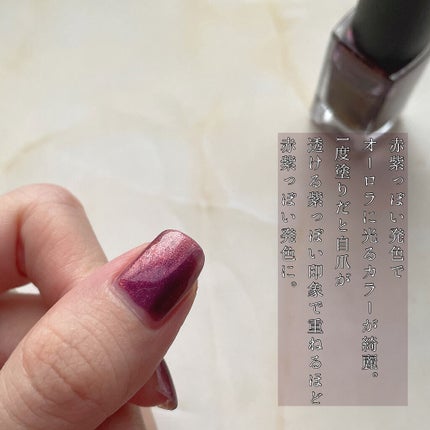 赤紫っぽい発色で
オーロラに光るカラーが綺麗。
一度塗りだと自爪が
透ける紫っぽい印象で重ねるほど
赤紫っぽい発色に。